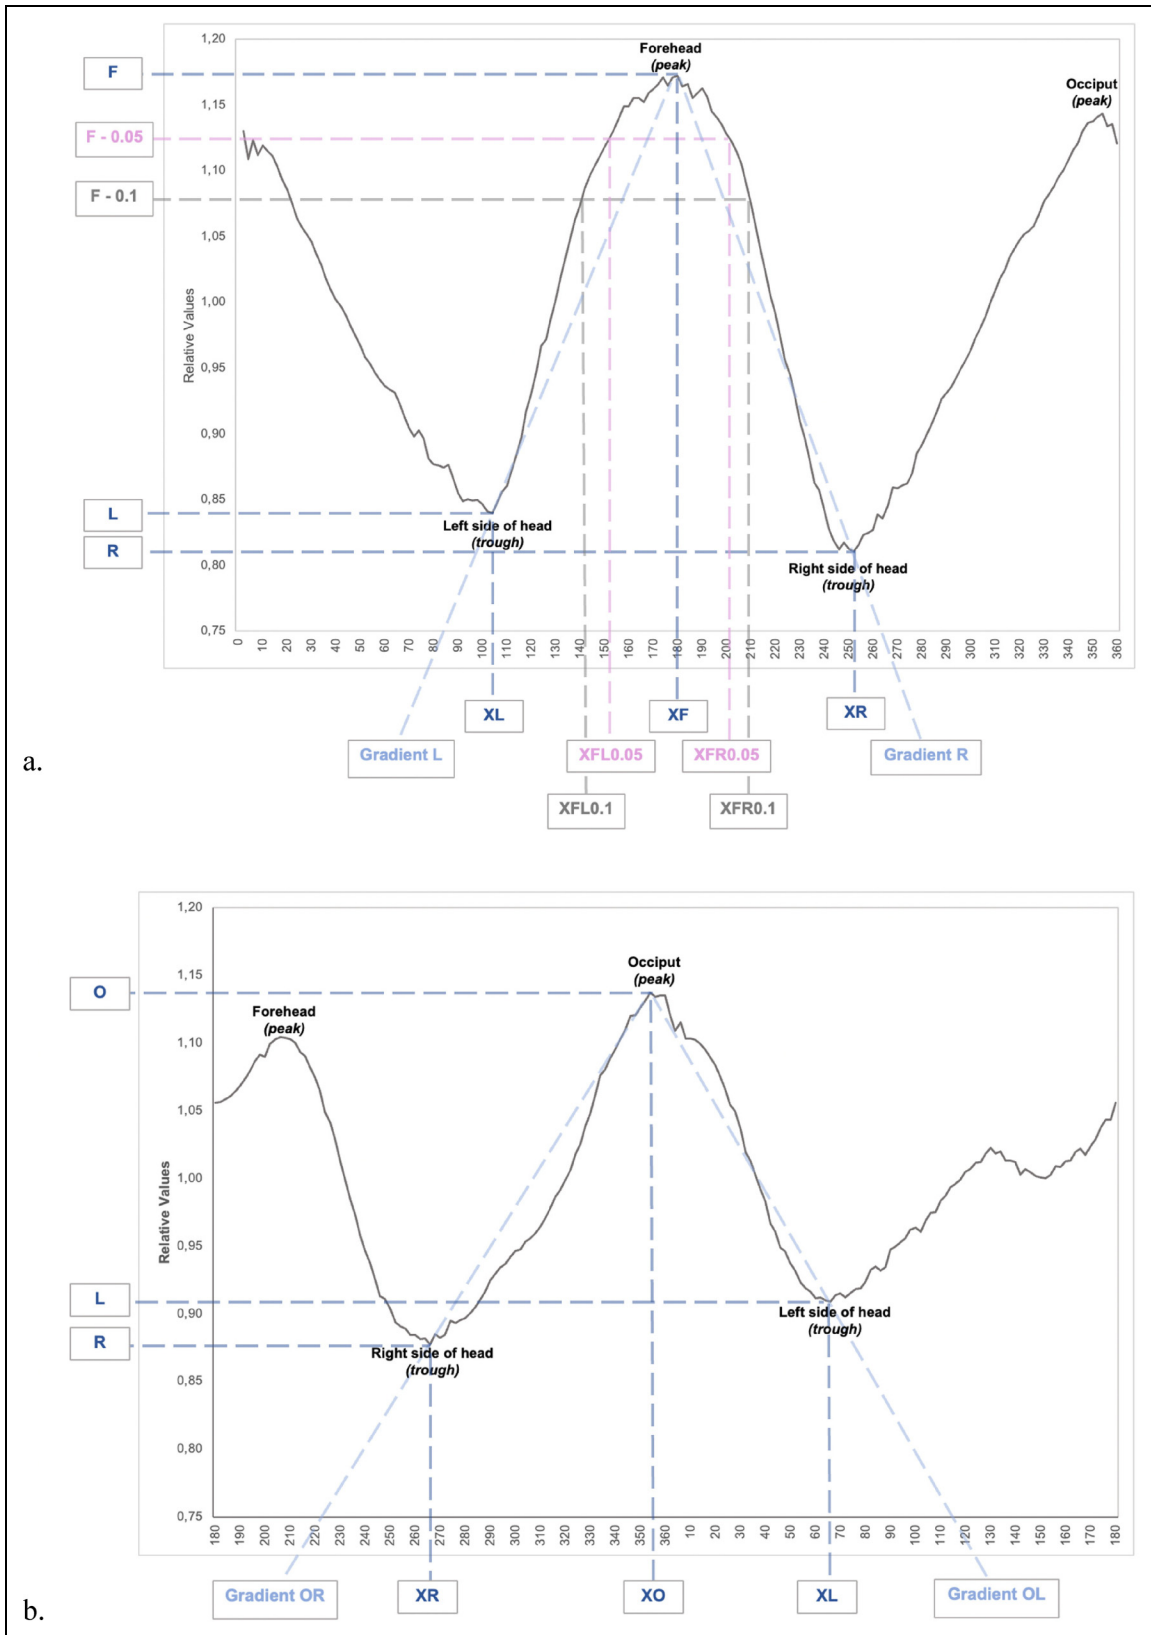 1,20
Forehead
(peak)
F
Occiput
(peak)
1,15
F - 0.05
1,10
F - 0.1
1,05
1,00
Relative Values
0,95
0,90
0,85
L
Left side of head
(trough)
R
0,80
Right side of head
(trough)
0,75
0 10 20 30 40 50 60 70 80 90 100 110 120 130 140 150 160 170 180 190 200 210 220 230 240 250 260 270 280 290 300 310 320 330 340 350 360
XL
XF
XR
Gradient L
XFL0.05
XFR0.05
Gradient R
a.
XFL0.1
XFR0.1
1,20
Occiput
(peak)
1,15
O
Forehead
(peak)
1,10
1,05
1,00
Relative Values
0,95
L
0,90
Left side of head
(trough)
R
Right side of head
(trough)
0,85
0,80
0,75
180 190 200 210 220 230 240 250 260 270 280 290 300 310 320 330 340 350 360 10 20 30 40 50 60 70 80 90 100 110 120 130 140 150 160 170 180
Gradient OR
XR
XO
XL
Gradient OL
b.